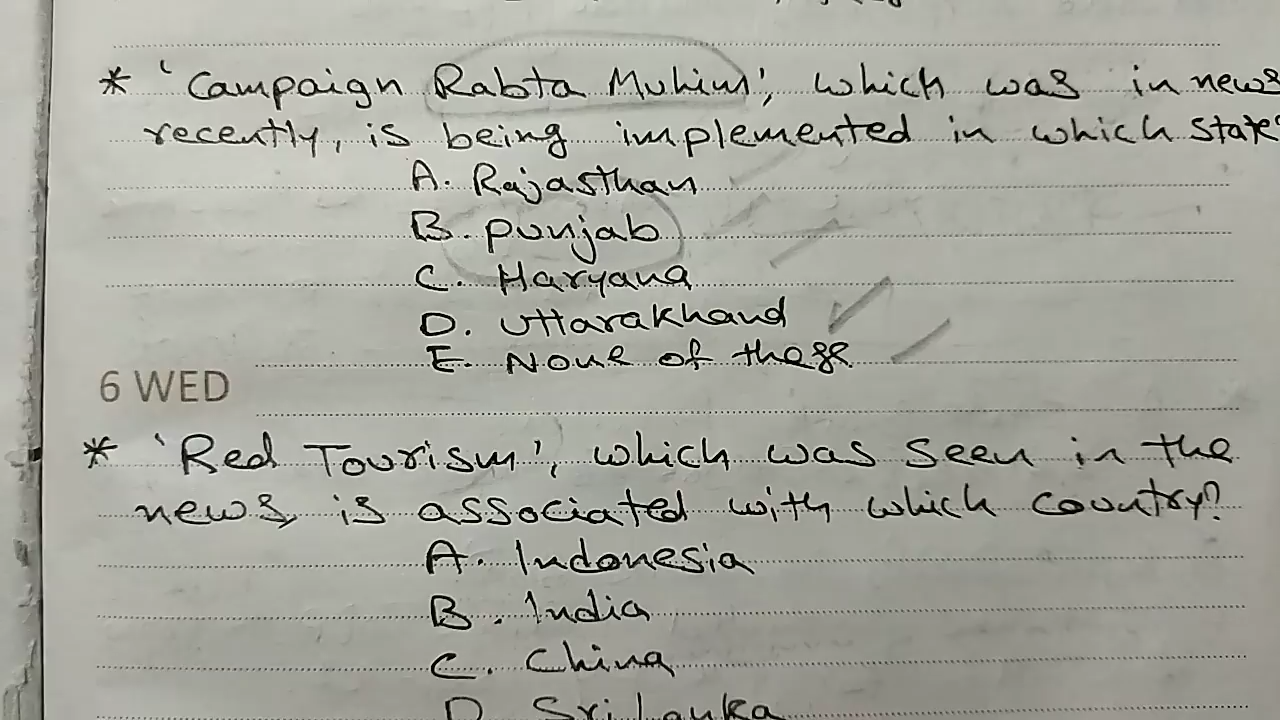 * 'Campaign Rabta Muhim', which was in news
recently, is being implemented in which state
A. Rajasthan
B. punjab
C. Haryana
D. Uttarakhand
E. None of these
6 WED
* 'Red Tourism', which was seen in the
news, is associated with which country?
A. Indonesia
B. India
C. China
D. Sri Lanka